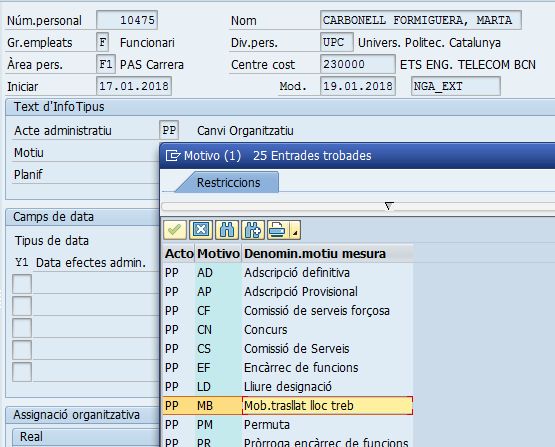 Núm.personal 10475 Nom CARBONELL FORMIGUERA, MARTA
Gr.empleats F Funcionari Div.pers. UPC Univers. Politec. Catalunya
Àrea pers. F1 PAS Carrera Centre cost 230000 ETS ENG. TELECOM BCN
Iniciar 17.01.2018 Mod. 19.01.2018 NGA_EXT
Text d'InfoTipus
Acte administratiu PP Canvi Organitzatiu
Motiu
Planif
Motivo (1) 25 Entrades trobades
Restriccions
Camps de data
Tipus de data
Y1 Data efectes admin.
Acto Motivo Denomin.motiu mesura
PP AD Adscripció definitiva
PP AP Adscripció Provisional
PP CF Comissió de serveis forçosa
PP CN Concurs
PP CS Comissió de Serveis
PP EF Encàrrec de funcions
PP LD Lliure designació
PP MB Mob.trasllat lloc treb
PP PM Permuta
PP PR Pròrroga encàrrec de funcions
Assignació organitzativa
Real